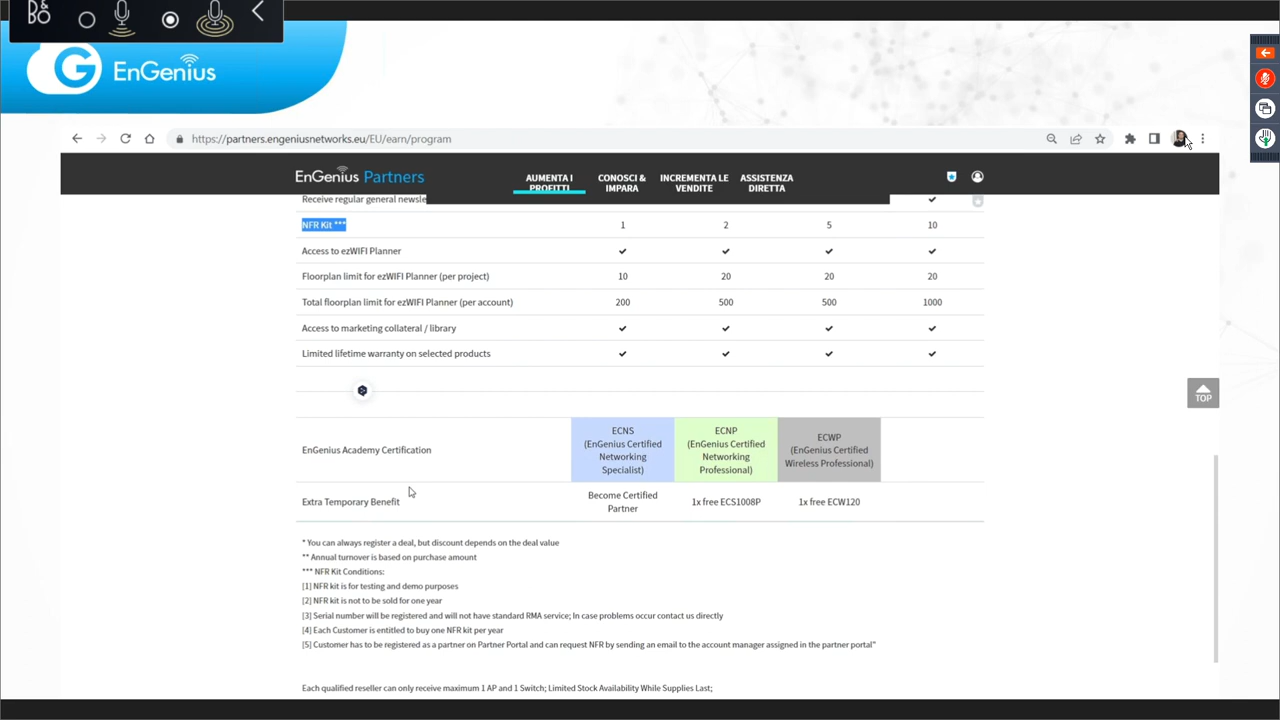 EnGenius
https://partners.engeniusnetworks.eu/EU/earn/program
EnGenius Partners
AUMENTA I PROFITTI
CONOSCI & IMPARA
INCREMENTA LE VENDITE
ASSISTENZA DIRETTA
Receive regular general newsle
NFR Kit *** 1 2 5 10
Access to ezWIFI Planner
Floorplan limit for ezWIFI Planner (per project) 10 20 20 20
Total floorplan limit for ezWIFI Planner (per account) 200 500 500 1000
Access to marketing collateral / library
Limited lifetime warranty on selected products
TOP
EnGenius Academy Certification
ECNS
(EnGenius Certified
Networking
Specialist)
ECNP
(EnGenius Certified
Networking
Professional)
ECWP
(EnGenius Certified
Wireless Professional)
Extra Temporary Benefit
Become Certified
Partner
1x free ECS1008P
1x free ECW120
* You can always register a deal, but discount depends on the deal value
** Annual turnover is based on purchase amount
*** NFR Kit Conditions:
[1] NFR kit is for testing and demo purposes
[2] NFR kit is not to be sold for one year
[3] Serial number will be registered and will not have standard RMA service; In case problems occur contact us directly
[4] Each Customer is entitled to buy one NFR kit per year
[5] Customer has to be registered as a partner on Partner Portal and can request NFR by sending an email to the account manager assigned in the partner portal"
Each qualified reseller can only receive maximum 1 AP and 1 Switch; Limited Stock Availability While Supplies Last;